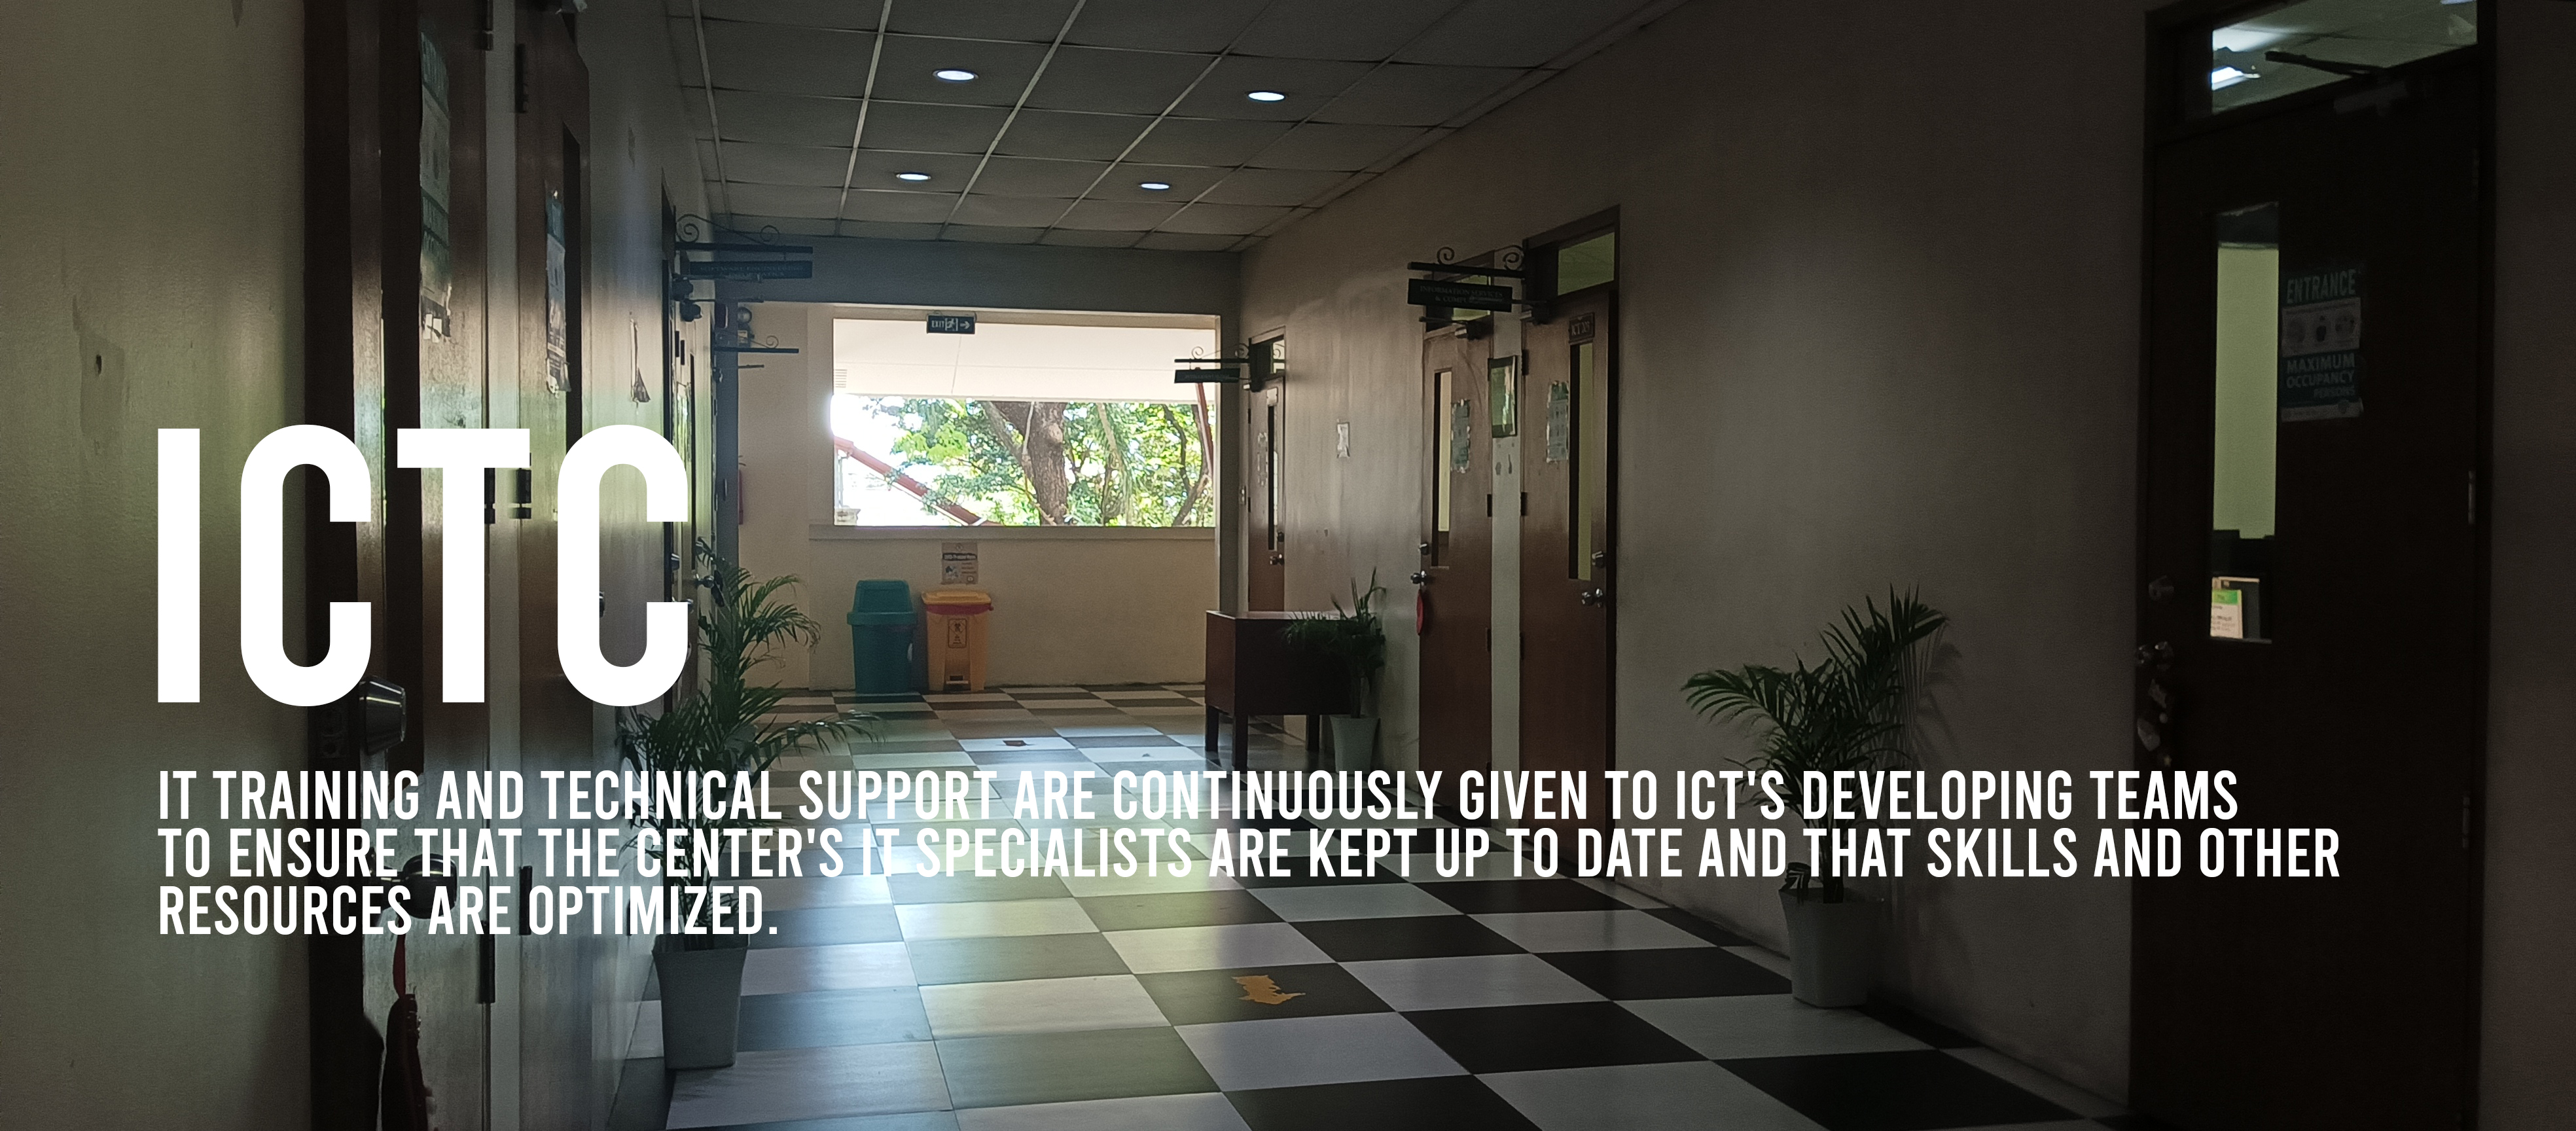 EXIT
ENTRANCE
MAXIMUM
OCCUPANCY
ICTC
IT TRAINING AND TECHNICAL SUPPORT ARE CONTINUOUSLY GIVEN TO ICT'S DEVELOPING TEAMS
TO ENSURE THAT THE CENTER'S IT SPECIALISTS ARE KEPT UP TO DATE AND THAT SKILLS AND OTHER
RESOURCES ARE OPTIMIZED.